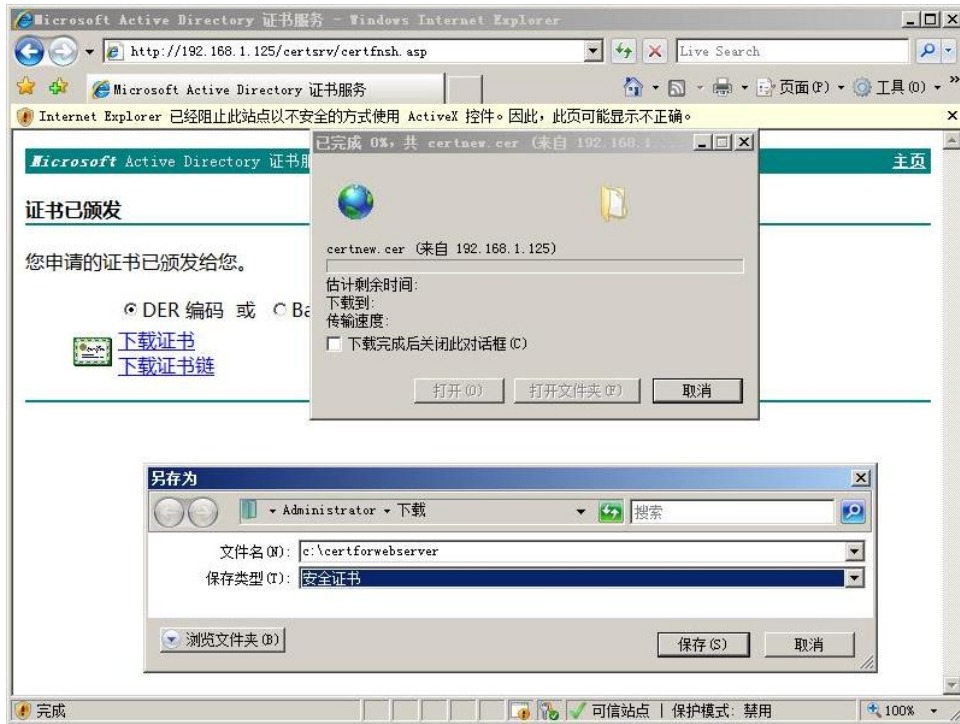 Microsoft Active Directory 证书服务 - Windows Internet Explorer
http://192.168.1.125/certsrv/certfnsh.asp
Live Search
Microsoft Active Directory 证书服务
页面(P)
工具(O)
»
Internet Explorer 已经阻止此站点以不安全的方式使用 ActiveX 控件。因此，此页可能显示不正确。
Microsoft Active Directory 证书服
主页
证书已颁发
您申请的证书已颁发给您。
DER 编码 或 Ba
下载证书
下载证书链
已完成 0%，共 certnew.cer (来自 192.168.1....
certnew.cer (来自 192.168.1.125)
估计剩余时间:
下载到:
传输速度:
下载完成后关闭此对话框(C)
打开(O) 打开文件夹(F) 取消
另存为
Administrator 下载
搜索
文件名(N): c:\certforwebserver
保存类型(T): 安全证书
浏览文件夹(B)
保存(S) 取消
完成
可信站点 | 保护模式: 禁用
100%